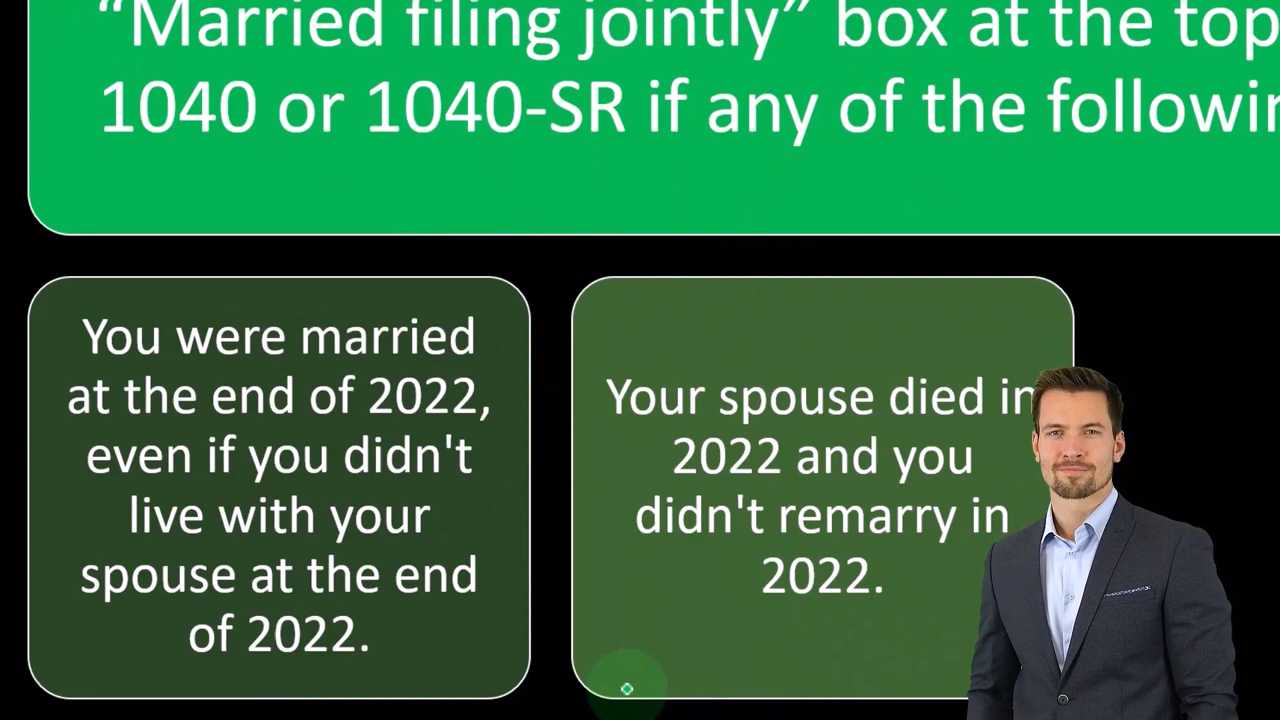 “Married filing jointly” box at the top
1040 or 1040-SR if any of the
You were married
at the end of 2022,
even if you didn't
live with your
spouse at the end
of 2022.
Your spouse died in
2022 and you
didn't remarry in
2022.